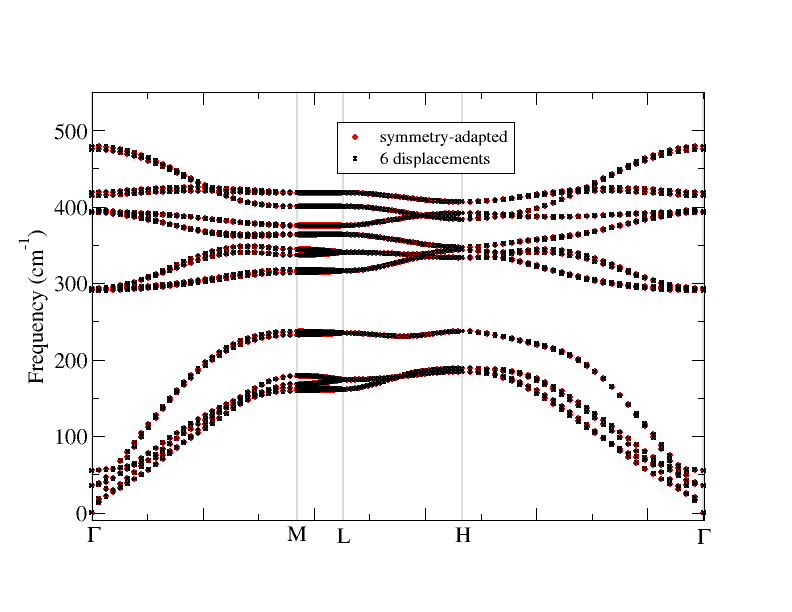 symmetry-adapted
6 displacements
Frequency (cm⁻¹)
500
400
300
200
100
0
Γ M L H Γ